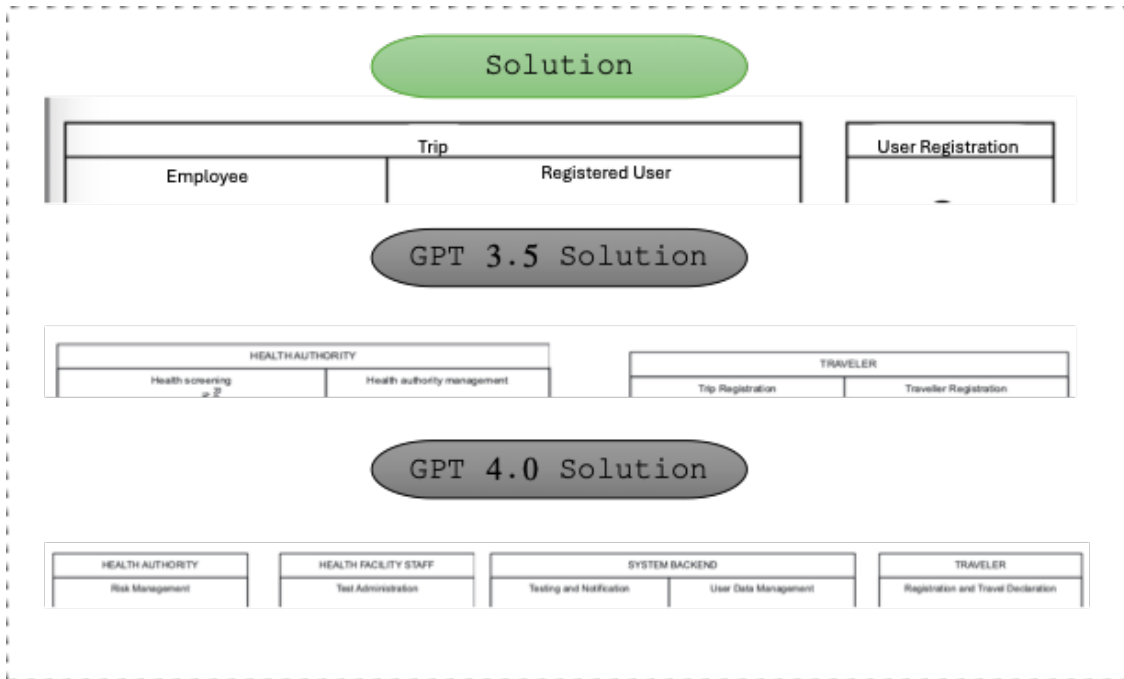 Solution
Trip
User Registration
Employee
Registered User
GPT 3.5 Solution
HEALTH AUTHORITY
TRAVELER
Health screening
Health authority management
Trip Registration
Traveller Registration
GPT 4.0 Solution
HEALTH AUTHORITY
HEALTH FACILITY STAFF
SYSTEM BACKEND
TRAVELER
Risk Management
Test Administration
Testing and Notification
User Data Management
Registration and Travel Declaration